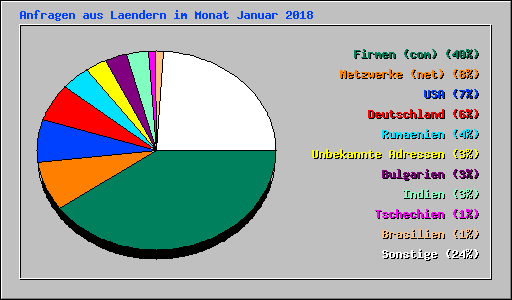 Anfragen aus Laendern im Monat Januar 2018
Firmen (com) (40%)
Netzwerke (net) (8%)
USA (7%)
Deutschland (6%)
Rumaenien (4%)
Unbekannte Adressen (3%)
Bulgarien (3%)
Indien (3%)
Tschechien (1%)
Brasilien (1%)
Sonstige (24%)